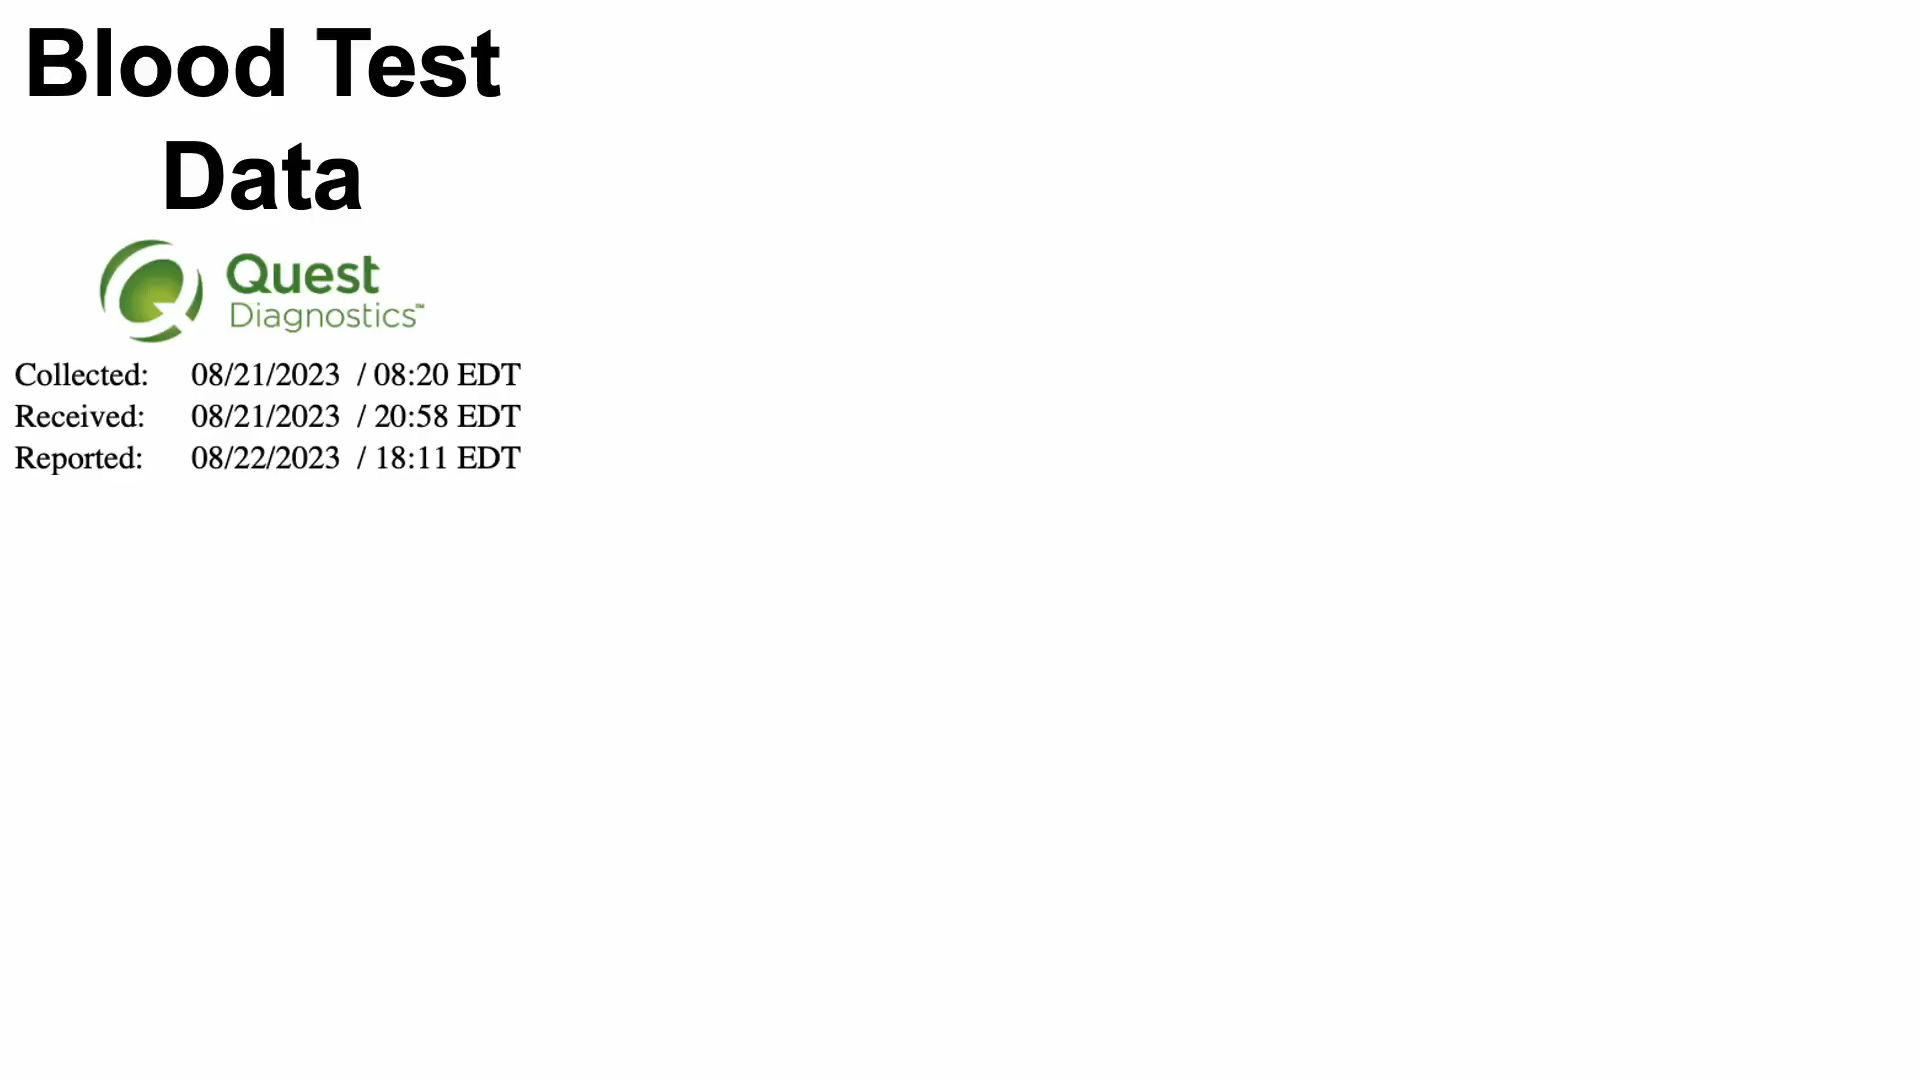 Blood Test
Data
Quest
Diagnostics™
Collected: 08/21/2023 / 08:20 EDT
Received: 08/21/2023 / 20:58 EDT
Reported: 08/22/2023 / 18:11 EDT